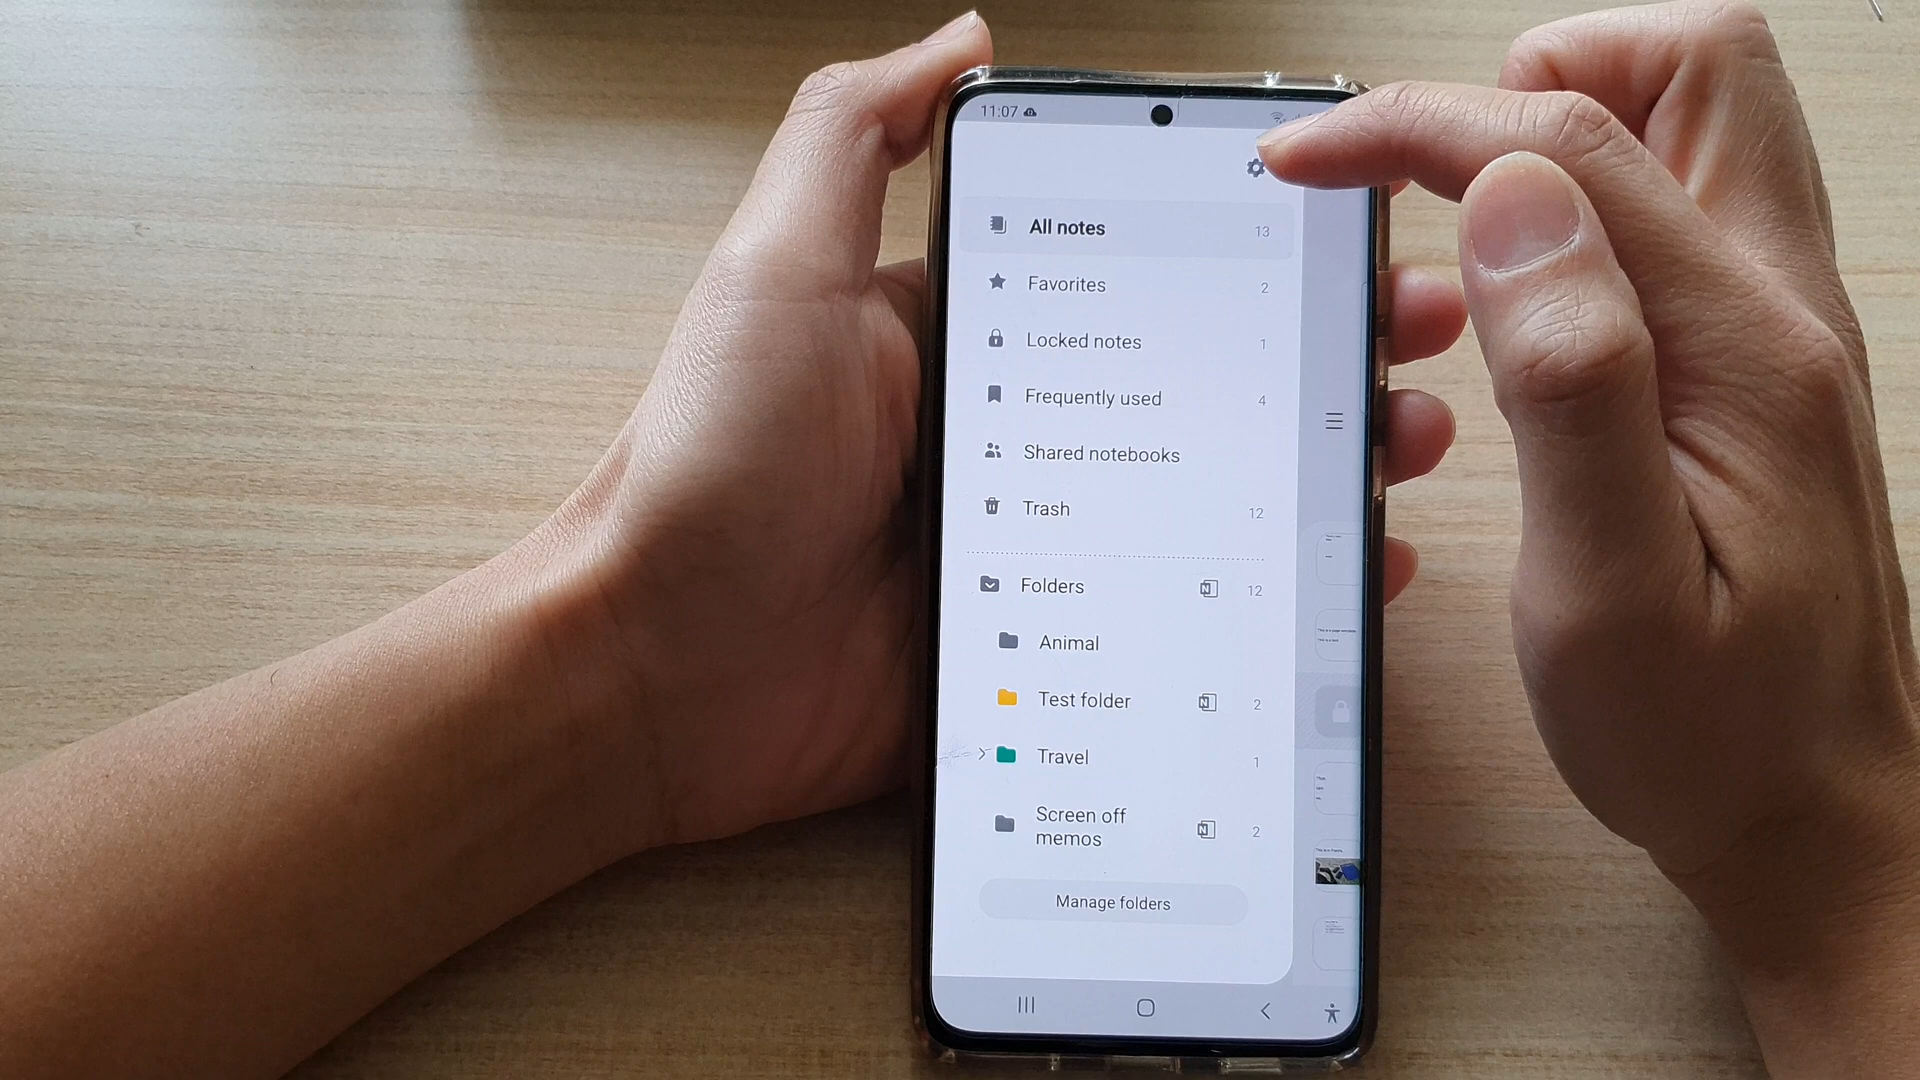 11:07
All notes 13
Favorites 2
Locked notes 1
Frequently used 4
Shared notebooks
Trash 12
Folders 12
Animal
Test folder 2
Travel 1
Screen off
memos 2
Manage folders